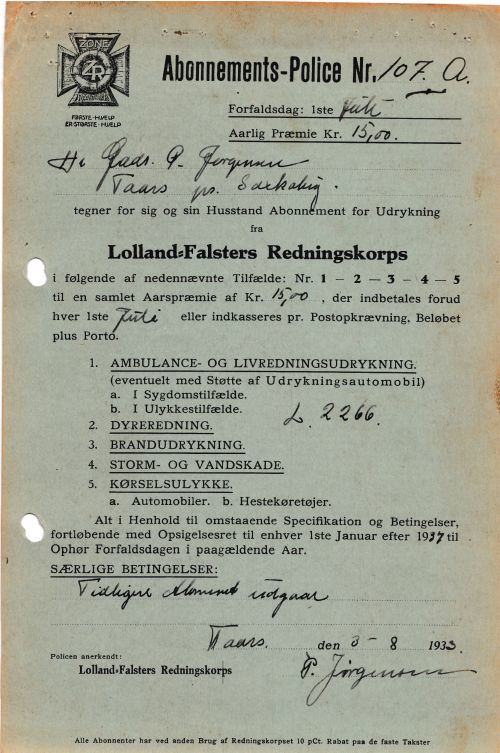 ZONE
ZR
FØRSTE-HJÆLP
ER STØRSTE-HJÆLP
Abonnements-Police Nr. 107. A.
Forfaldsdag: 1ste Juli
Aarlig Præmie Kr. 15,00.
Hr. Gads. P. Jørgensen
Taars pr. Saxkøbing.
tegner for sig og sin Husstand Abonnement for Udrykning
fra
Lolland-Falsters Redningskorps
i følgende af nedennævnte Tilfælde: Nr. 1 - 2 - 3 - 4 - 5
til en samlet Aarspræmie af Kr. 15,00, der indbetales forud
hver 1ste Juli eller indkasseres pr. Postopkrævning, Beløbet
plus Porto.
1. AMBULANCE- OG LIVREDNINGSUDRYKNING.
(eventuelt med Støtte af Udrykningsautomobil)
a. I Sygdomstilfælde.
b. I Ulykkestilfælde.
L. 2266.
2. DYREREDNING.
3. BRANDUDRYKNING.
4. STORM- OG VANDSKADE.
5. KØRSELSULYKKE.
a. Automobiler. b. Hestekøretøjer.
Alt i Henhold til omstaaende Specifikation og Betingelser,
fortløbende med Opsigelsesret til enhver 1ste Januar efter 1937 til
Ophør Forfaldsdagen i paagældende Aar.
SÆRLIGE BETINGELSER:
Tidligere Abonnent udgaar
Taars. den 3-8 1933.
Policen anerkendt:
Lolland-Falsters Redningskorps
P. Jørgensen
Alle Abonnenter har ved anden Brug af Redningskorpset 10 pCt. Rabat paa de faste Takster